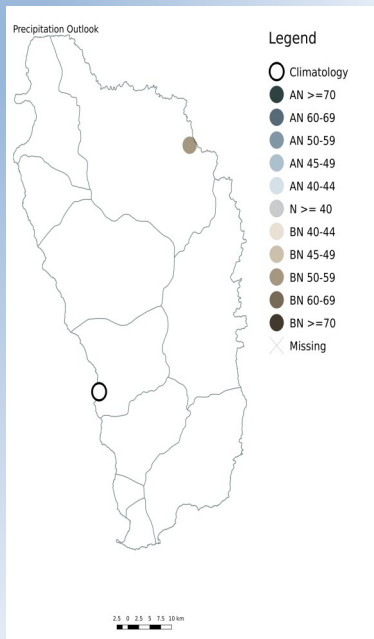 Precipitation Outlook
Legend
Climatology
AN >=70
AN 60-69
AN 50-59
AN 45-49
AN 40-44
N >= 40
BN 40-44
BN 45-49
BN 50-59
BN 60-69
BN >=70
Missing
2.5 0 2.5 5 7.5 10 km